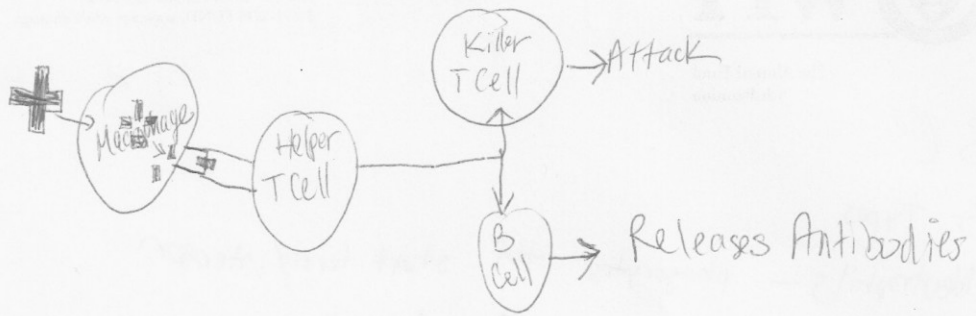 Killer
T Cell
Attack
Macrophage
Helper
T Cell
B
Cell
Releases Antibodies